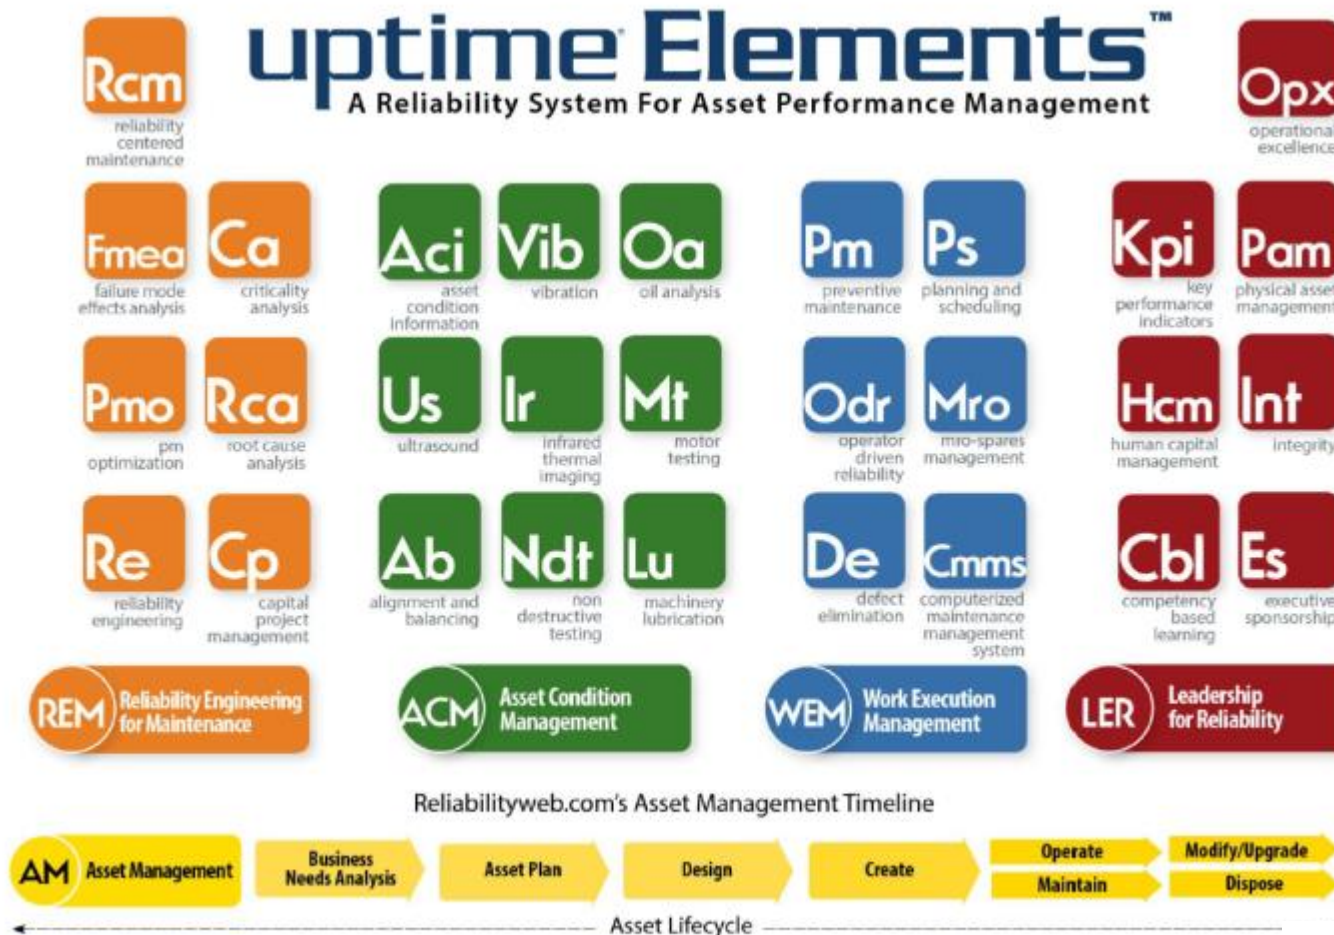 uptime® Elements™
A Reliability System For Asset Performance Management
Rcm
reliability
centered
maintenance
Opx
operational
excellence
Fmea
failure mode
effects analysis
Ca
criticality
analysis
Aci
asset
condition
information
Vib
vibration
Oa
oil analysis
Pm
preventive
maintenance
Ps
planning and
scheduling
Kpi
key
performance
indicators
Pam
physical asset
management
Pmo
pm
optimization
Rca
root cause
analysis
Us
ultrasound
Ir
infrared
thermal
imaging
Mt
motor
testing
Odr
operator
driven
reliability
Mro
mro-spares
management
Hcm
human capital
management
Int
integrity
Re
reliability
engineering
Cp
capital
project
management
Ab
alignment and
balancing
Ndt
non
destructive
testing
Lu
machinery
lubrication
De
defect
elimination
Cmms
computerized
maintenance
management
system
Cbl
competency
based
learning
Es
executive
sponsorship
REM
Reliability Engineering
for Maintenance
ACM
Asset Condition
Management
WEM
Work Execution
Management
LER
Leadership
for Reliability
Reliabilityweb.com's Asset Management Timeline
AM
Asset Management
Business
Needs Analysis
Asset Plan
Design
Create
Operate
Maintain
Modify/Upgrade
Dispose
Asset Lifecycle